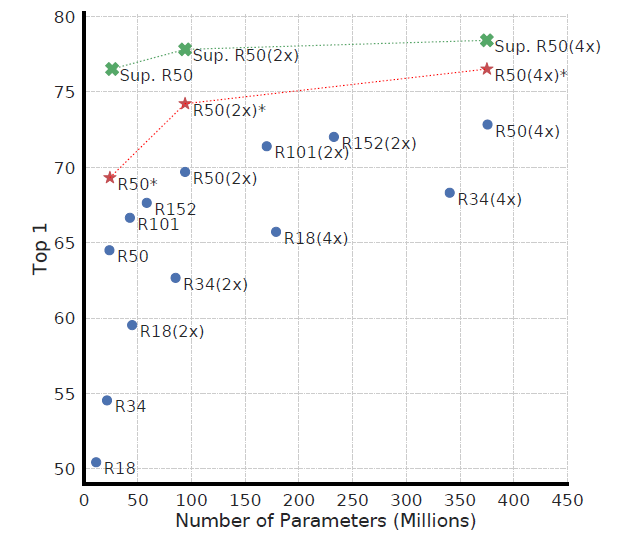 80
75
70
65
60
55
50
Top 1
Sup. R50
Sup. R50(2x)
Sup. R50(4x)
R50(4x)*
R50(2x)*
R50*
R50(4x)
R152(2x)
R101(2x)
R50(2x)
R34(4x)
R152
R101
R18(4x)
R50
R34(2x)
R18(2x)
R34
R18
0 50 100 150 200 250 300 350 400 450
Number of Parameters (Millions)